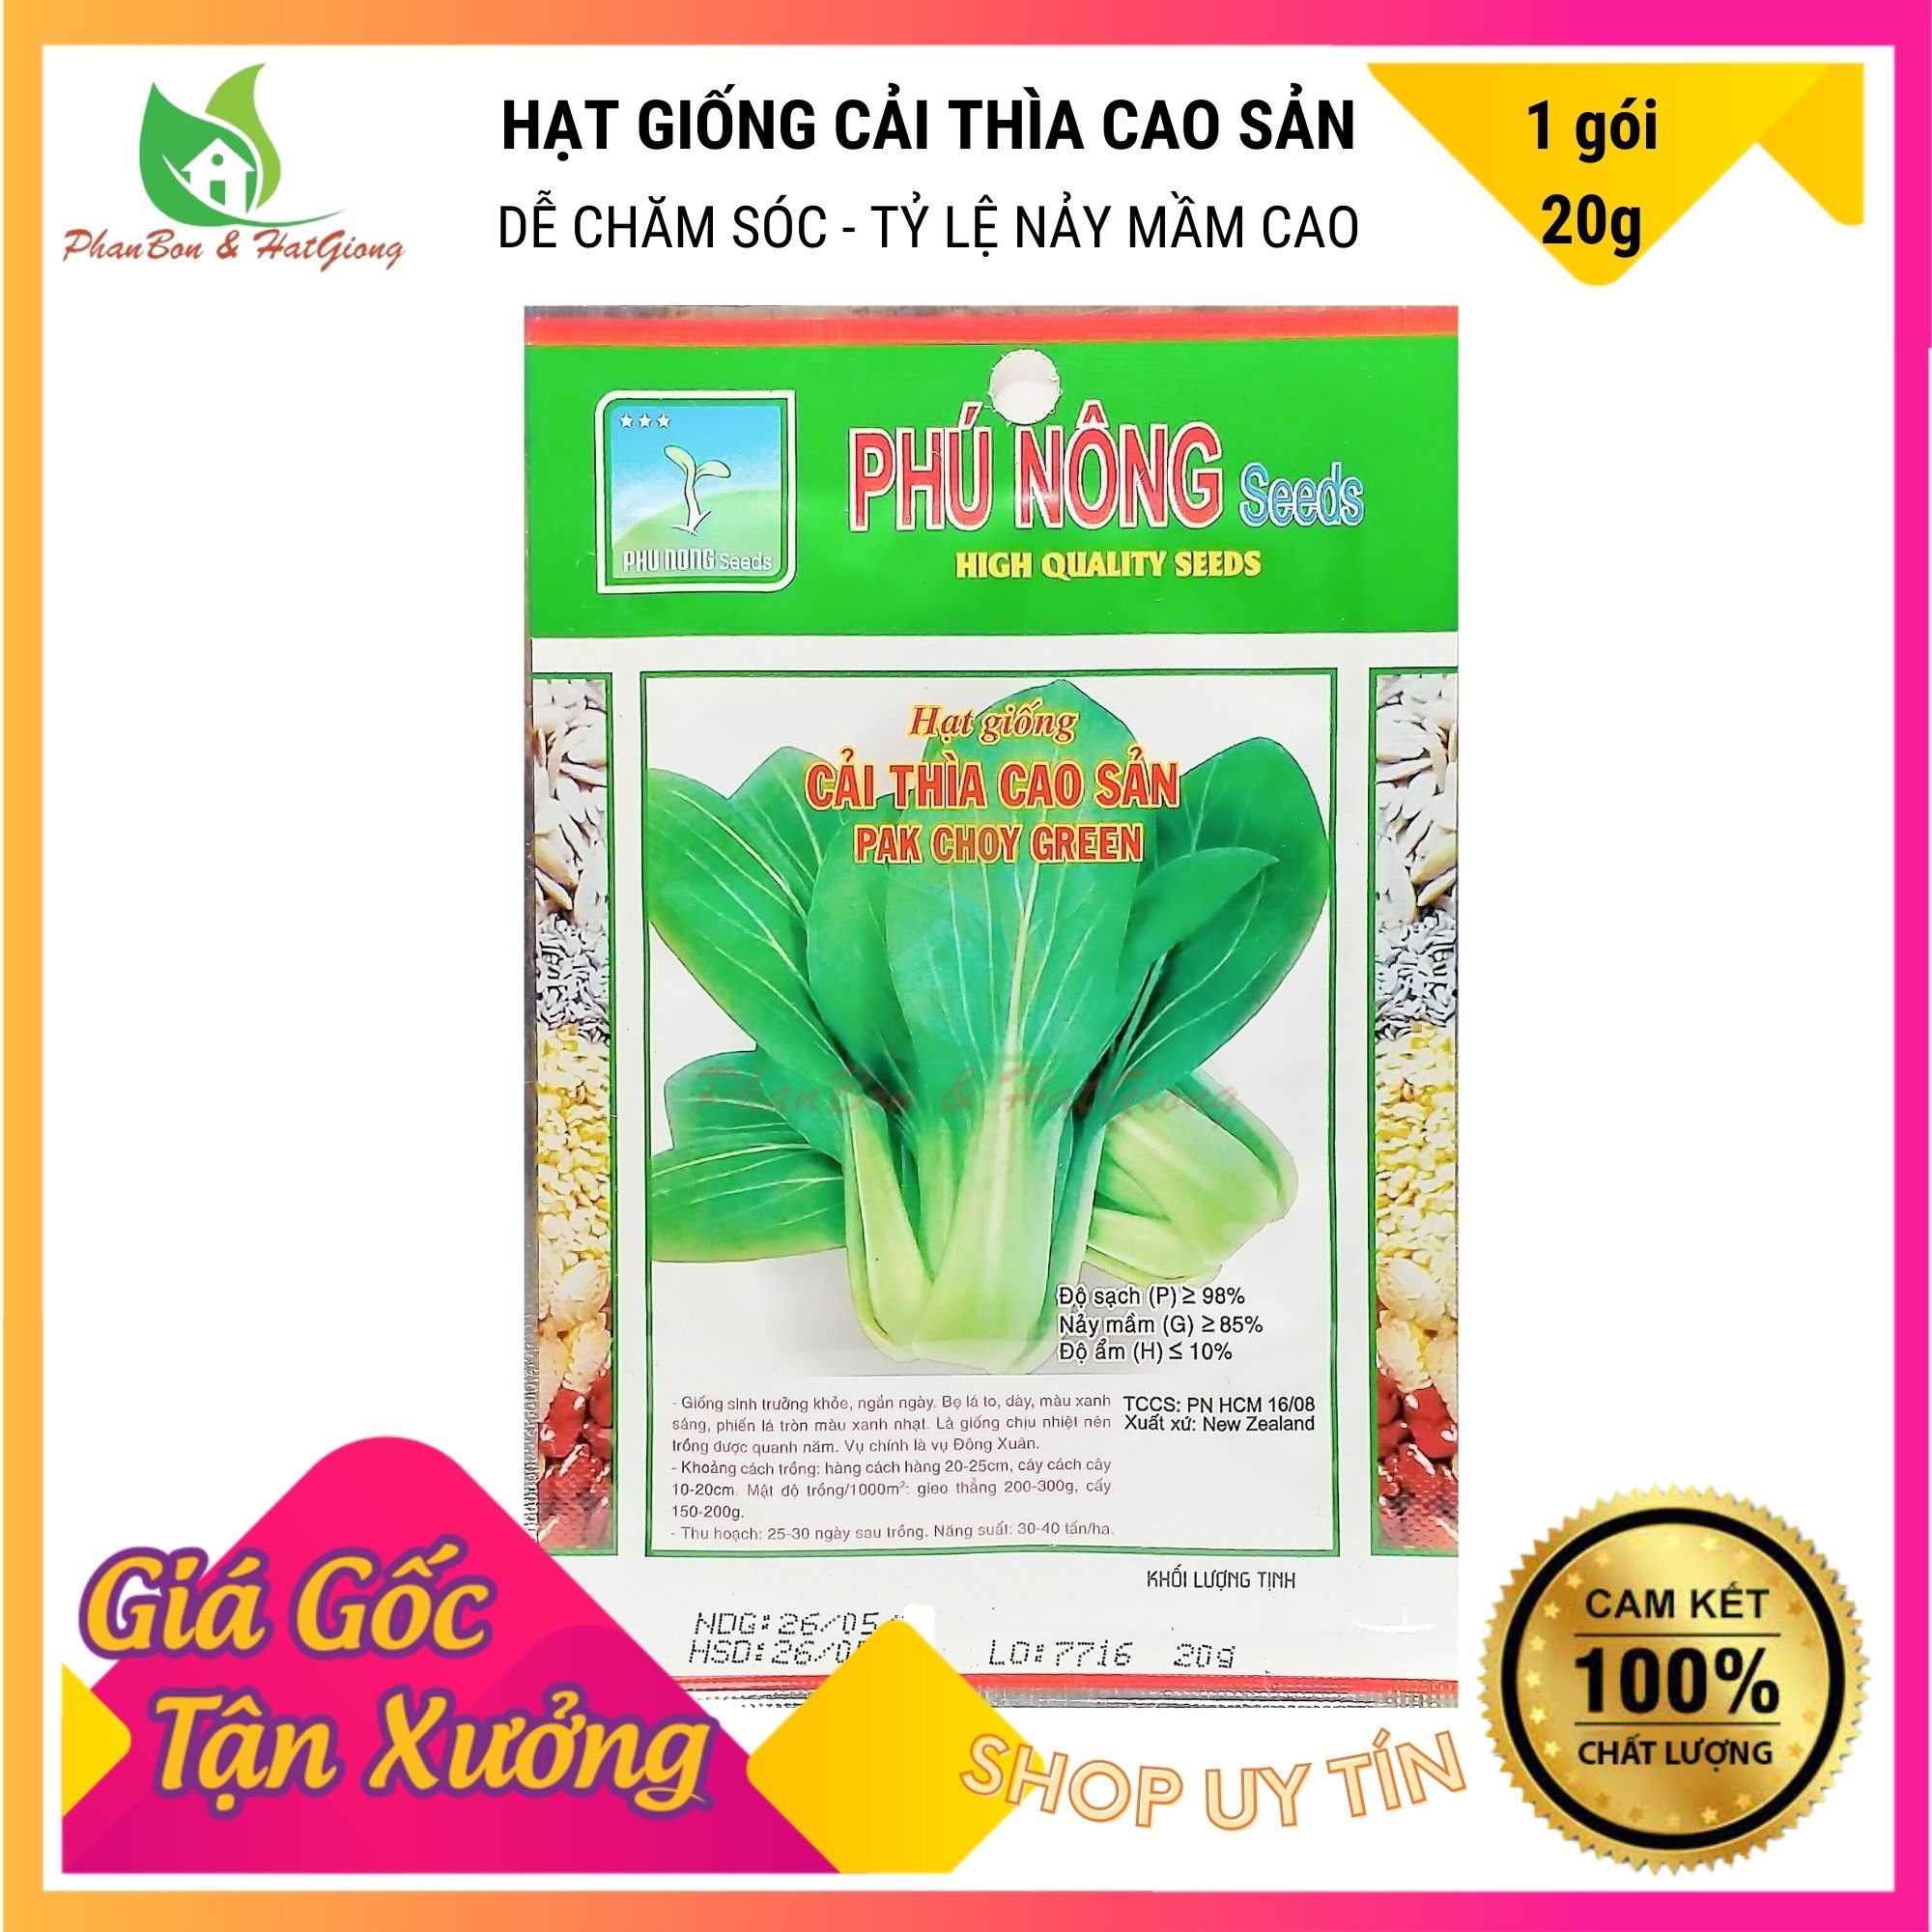 PhanBon & HatGiong
HẠT GIỐNG CẢI THÌA CAO SẢN
DỄ CHĂM SÓC - TỶ LỆ NẢY MẦM CAO
1 gói
20g
PHU NONG Seeds
PHÚ NÔNG Seeds
HIGH QUALITY SEEDS
Hạt giống
CẢI THÌA CAO SẢN
PAK CHOY GREEN
PhanBon & HatGiong
Độ sạch (P) ≥ 98%
Nảy mầm (G) ≥ 85%
Độ ẩm (H) ≤ 10%
- Giống sinh trưởng khỏe, ngắn ngày. Bẹ lá to, dày, màu xanh
sáng, phiến lá tròn màu xanh nhạt. Là giống chịu nhiệt nên
trồng được quanh năm. Vụ chính là vụ Đông Xuân.
- Khoảng cách trồng: hàng cách hàng 20-25cm, cây cách cây
10-20cm. Mật độ trồng/1000m²: gieo thẳng 200-300g, cấy
150-200g.
- Thu hoạch: 25-30 ngày sau trồng. Năng suất: 30-40 tấn/ha.
TCCS: PN HCM 16/08
Xuất xứ: New Zealand
KHỐI LƯỢNG TỊNH
NDG:26/05
HSD:26/05
LO:7716 20g
Giá Gốc
Tận Xưởng
SHOP UY TÍN
CAM KẾT
100%
CHẤT LƯỢNG